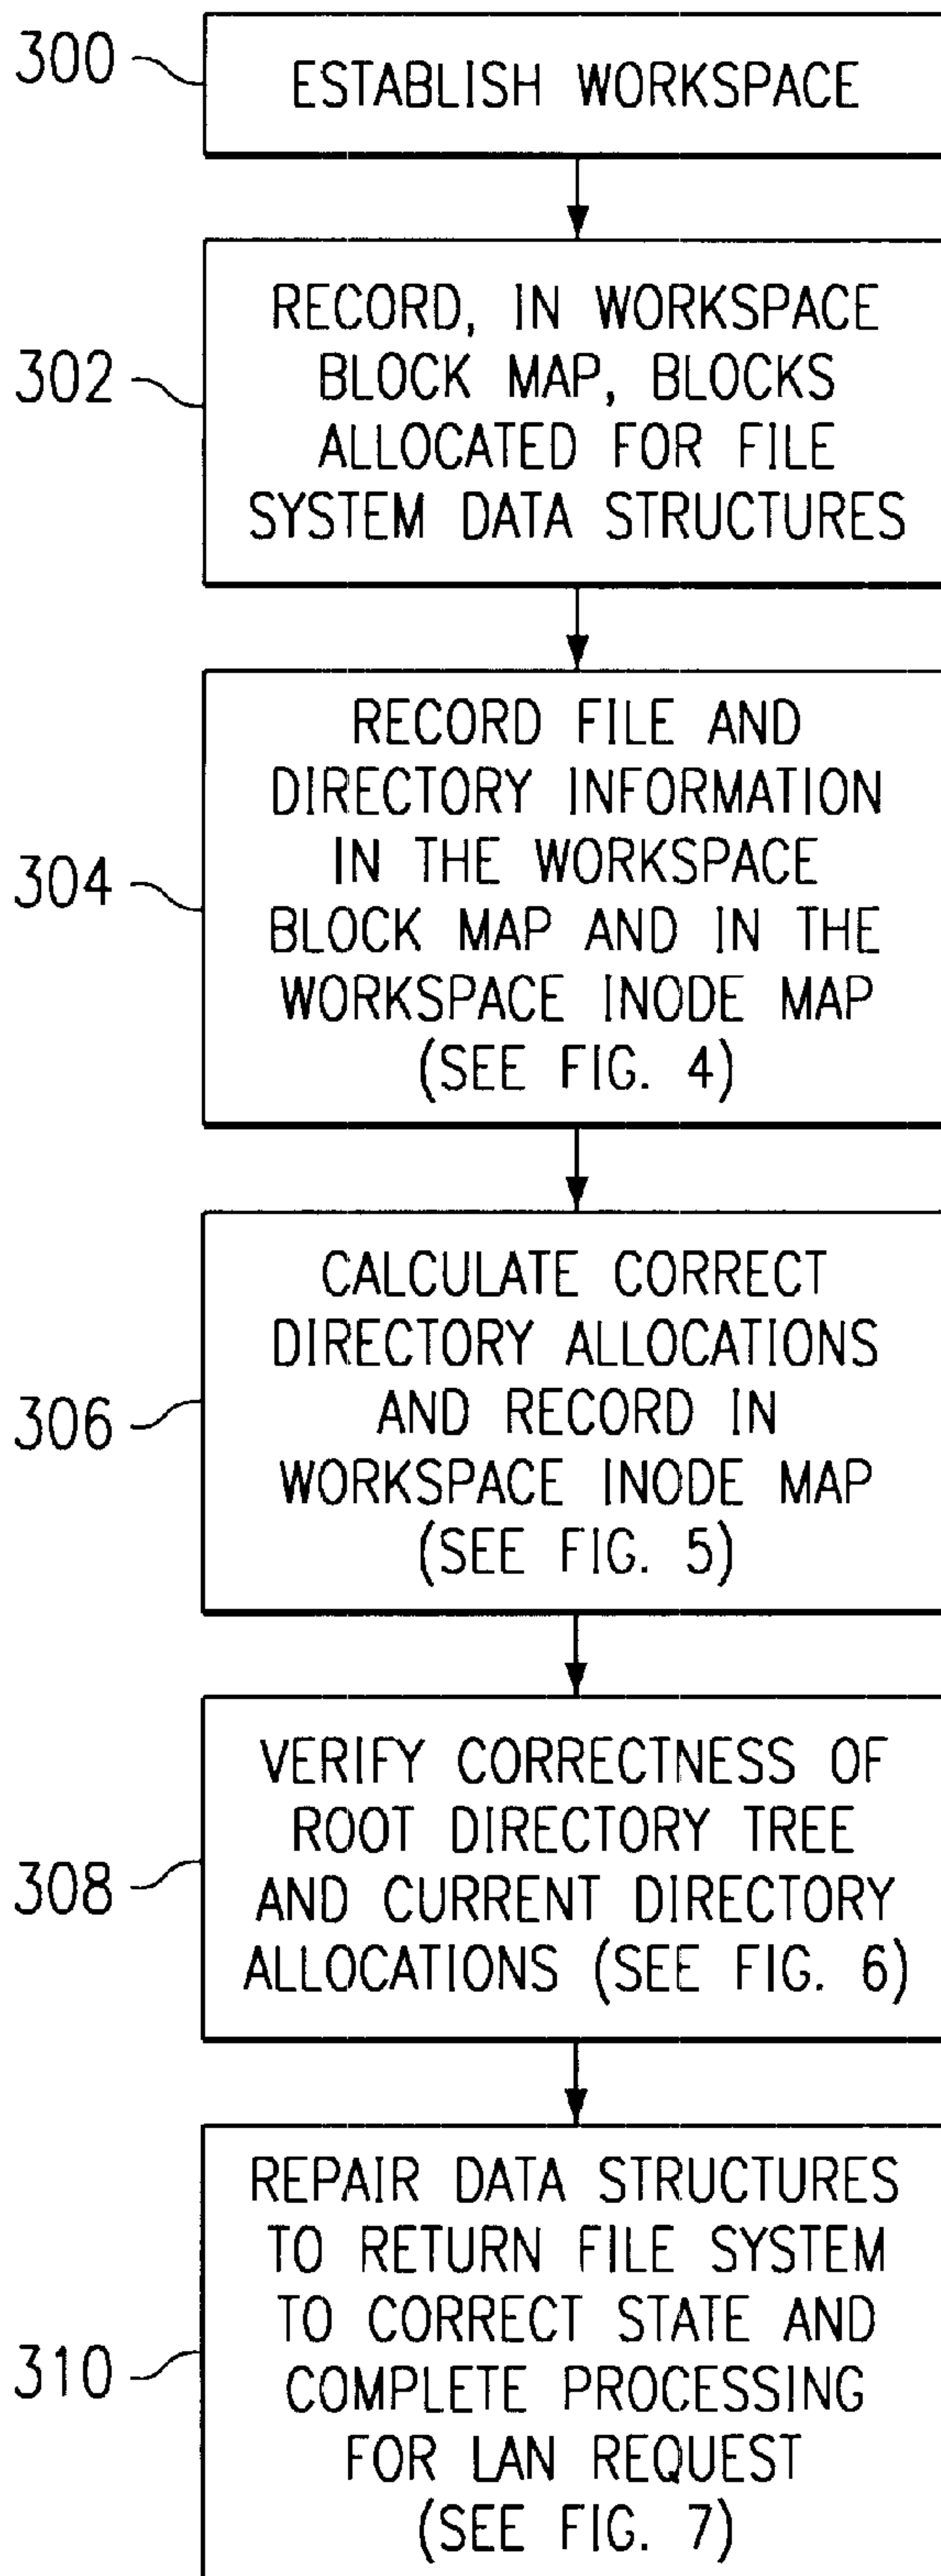 300
ESTABLISH WORKSPACE
302
RECORD, IN WORKSPACE
BLOCK MAP, BLOCKS
ALLOCATED FOR FILE
SYSTEM DATA STRUCTURES
304
RECORD FILE AND
DIRECTORY INFORMATION
IN THE WORKSPACE
BLOCK MAP AND IN THE
WORKSPACE INODE MAP
(SEE FIG. 4)
306
CALCULATE CORRECT
DIRECTORY ALLOCATIONS
AND RECORD IN
WORKSPACE INODE MAP
(SEE FIG. 5)
308
VERIFY CORRECTNESS OF
ROOT DIRECTORY TREE
AND CURRENT DIRECTORY
ALLOCATIONS (SEE FIG. 6)
310
REPAIR DATA STRUCTURES
TO RETURN FILE SYSTEM
TO CORRECT STATE AND
COMPLETE PROCESSING
FOR LAN REQUEST
(SEE FIG. 7)